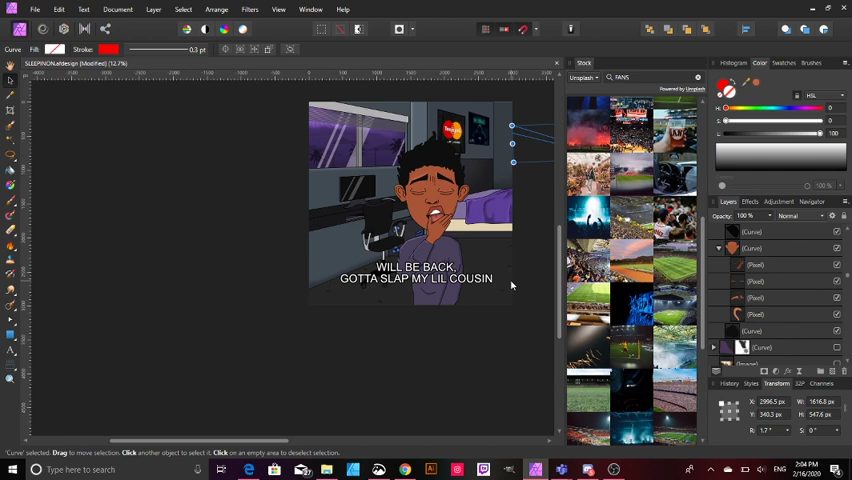 File Edit Text Document Layer Select Arrange Filters View Window Help
Curve Fill: Stroke: 0.3 pt
SLEEPINON.afdesign [Modified] (12.7%)
WILL BE BACK,
GOTTA SLAP MY LIL COUSIN
Stock
Unsplash FANS
Powered by Unsplash
Histogram Color Swatches Brushes
HSL
H: 0
S: 0
L: 100
100 %
Layers Effects Adjustment Navigator
Opacity: 100 % Normal
(Curve)
(Curve)
(Pixel)
(Pixel)
(Pixel)
(Pixel)
(Curve)
(Curve)
(Image)
History Styles Transform 32P Channels
X: 2996.5 px W: 1616.8 px
Y: 340.3 px H: 547.6 px
R: 1.7 ° S: 0 °
'Curve' selected. Drag to move selection. Click another object to select it. Click on an empty area to deselect selection.
Type here to search
ENG
2:04 PM
2/16/2020